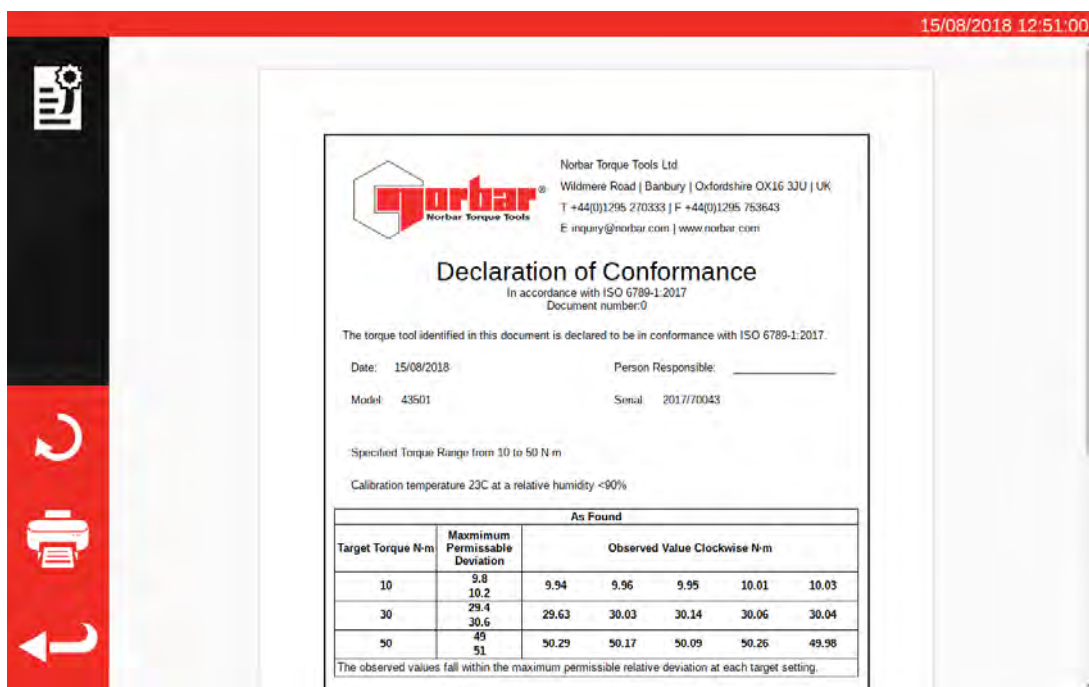 15/08/2018 12:51:00
norbar®
Norbar Torque Tools
Norbar Torque Tools Ltd
Wildmere Road | Banbury | Oxfordshire OX16 3JU | UK
T +44(0)1295 270333 | F +44(0)1295 753643
E inquiry@norbar.com | www.norbar.com
Declaration of Conformance
In accordance with ISO 6789-1:2017
Document number:0
The torque tool identified in this document is declared to be in conformance with ISO 6789-1:2017.
Date: 15/08/2018 Person Responsible:
Model 43501 Serial 2017/70043
Specified Torque Range from 10 to 50 N m
Calibration temperature 23C at a relative humidity <90%
As Found
Target Torque N·m Maxmimum Permissable Deviation Observed Value Clockwise N·m
10 9.8 10.2 9.94 9.96 9.95 10.01 10.03
30 29.4 30.6 29.63 30.03 30.14 30.06 30.04
50 49 51 50.29 50.17 50.09 50.26 49.98
The observed values fall within the maximum permissible relative deviation at each target setting.